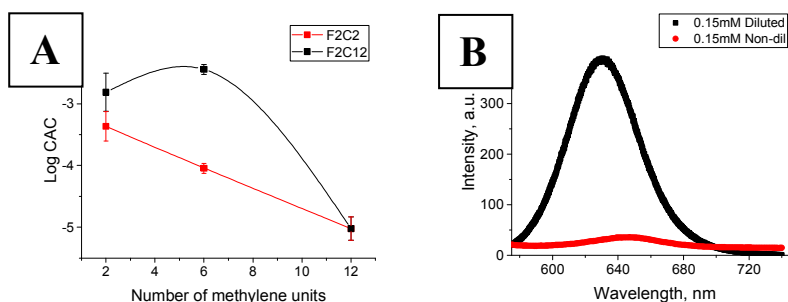 A
F2C2
F2C12
-3
-4
-5
Log CAC
2 4 6 8 10 12
Number of methylene units
B
0.15mM Diluted
0.15mM Non-dil
300
200
100
0
Intensity, a.u.
600 640 680 720
Wavelength, nm